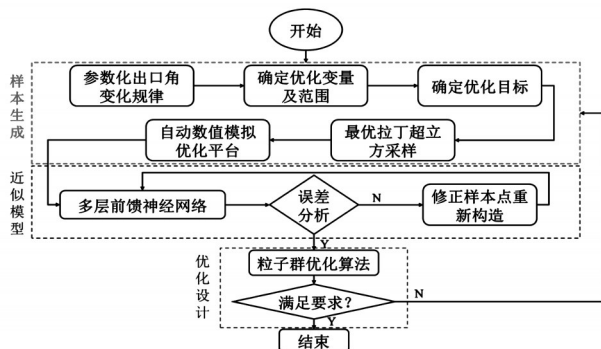 开始
样本生成
参数化出口角
变化规律
确定优化变量
及范围
确定优化目标
自动数值模拟
优化平台
最优拉丁超立
方采样
近似模型
多层前馈神经网络
误差
分析
N
修正样本点重
新构造
Y
优化设计
粒子群优化算法
满足要求？
N
Y
结束